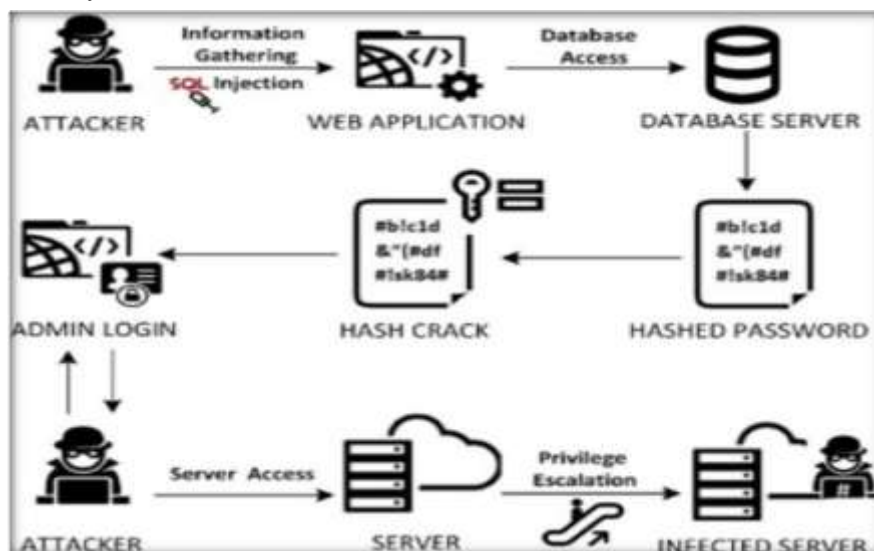 Information
Gathering
SQL Injection
Database
Access
</>
ATTACKER
WEB APPLICATION
DATABASE SERVER
#b!c1d
&"(#df
#!sk84#
#b!c1d
&"(#df
#!sk84#
</>
ADMIN LOGIN
HASH CRACK
HASHED PASSWORD
Server Access
Privilege
Escalation
#
ATTACKER
SERVER
INFECTED SERVER